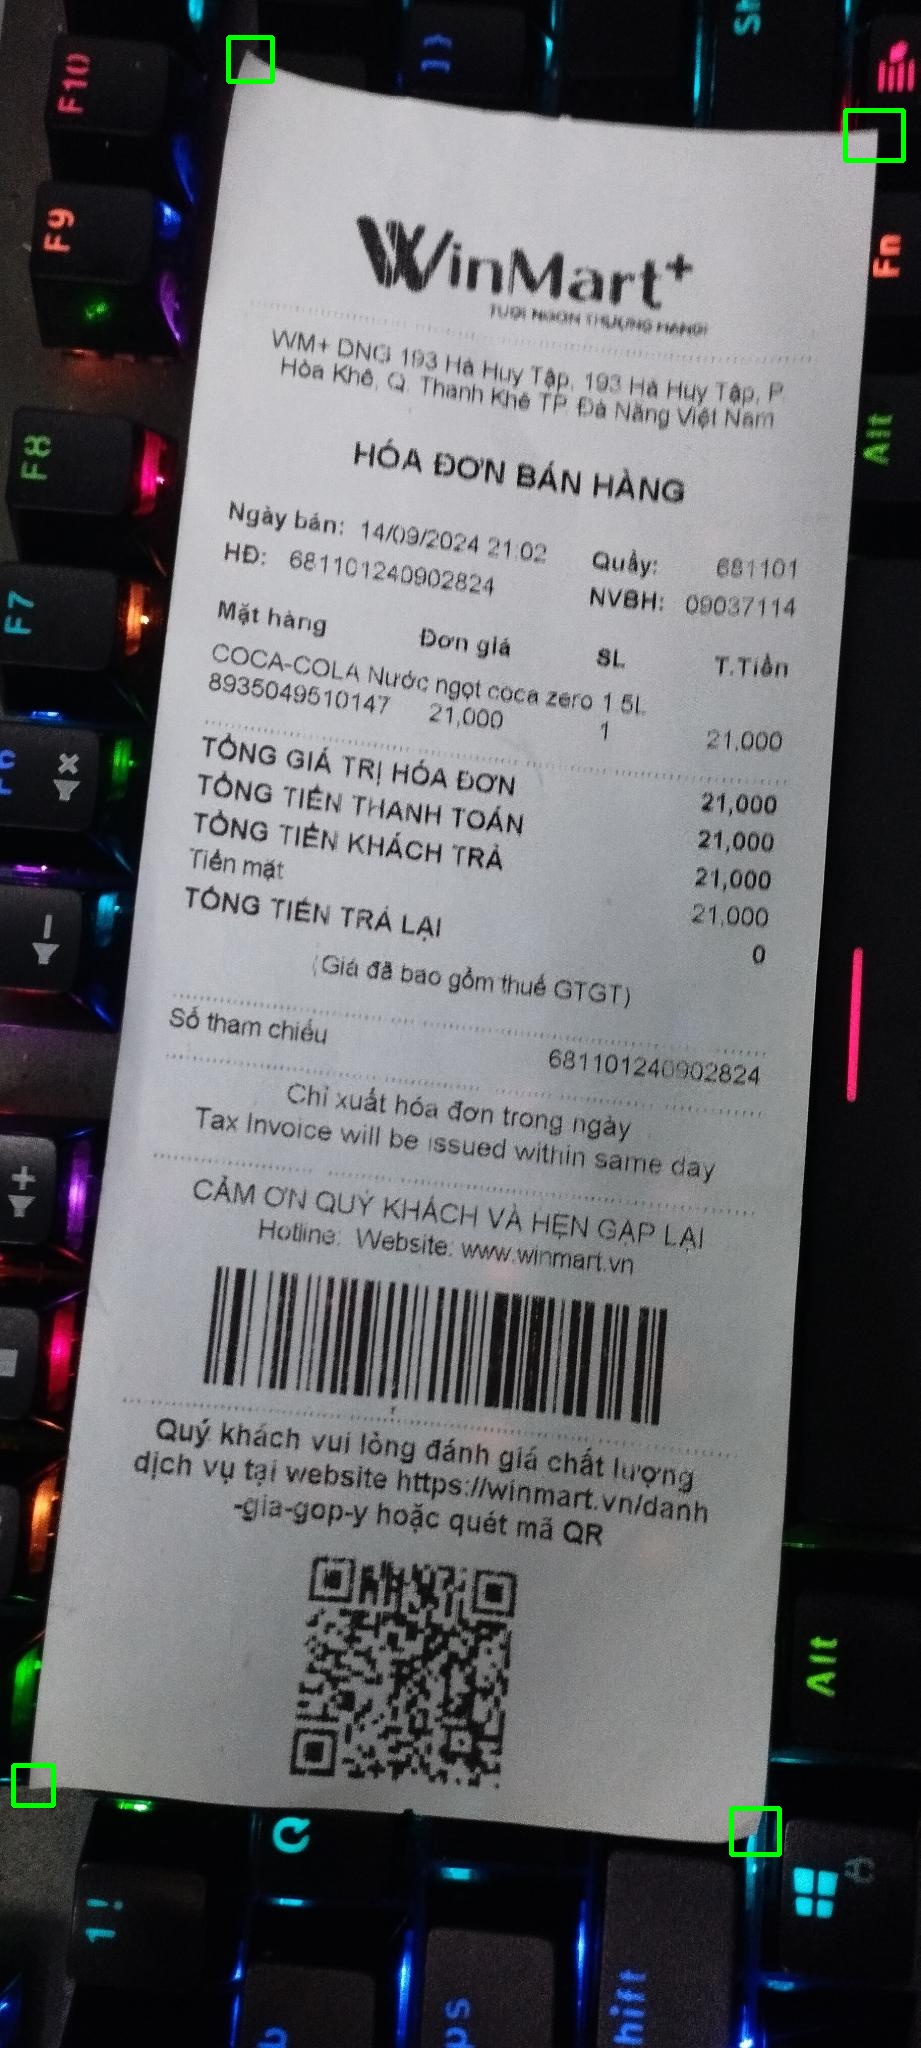 WinMart+
TƯƠI NGON THƯỢNG HẠNG!
WM+ DNG 193 Hà Huy Tập, 193 Hà Huy Tập, P.
Hòa Khê, Q. Thanh Khê TP. Đà Nẵng Việt Nam
HÓA ĐƠN BÁN HÀNG
Ngày bán: 14/09/2024 21:02 Quầy: 681101
HĐ: 681101240902824 NVBH: 09037114
Mặt hàng Đơn giá SL T.Tiền
COCA-COLA Nước ngọt coca zero 1.5L
8935049510147 21,000 1 21,000
TỔNG GIÁ TRỊ HÓA ĐƠN 21,000
TỔNG TIỀN THANH TOÁN 21,000
TỔNG TIỀN KHÁCH TRẢ 21,000
Tiền mặt 21,000
TỔNG TIỀN TRẢ LẠI 0
(Giá đã bao gồm thuế GTGT)
Số tham chiếu 681101240902824
Chỉ xuất hóa đơn trong ngày
Tax Invoice will be issued within same day
CẢM ƠN QUÝ KHÁCH VÀ HẸN GẶP LẠI
Hotline: Website: www.winmart.vn
Quý khách vui lòng đánh giá chất lượng
dịch vụ tại website https://winmart.vn/danh
-gia-gop-y hoặc quét mã QR
F10
F9
F8
F7
Fn
Alt
Alt
1!